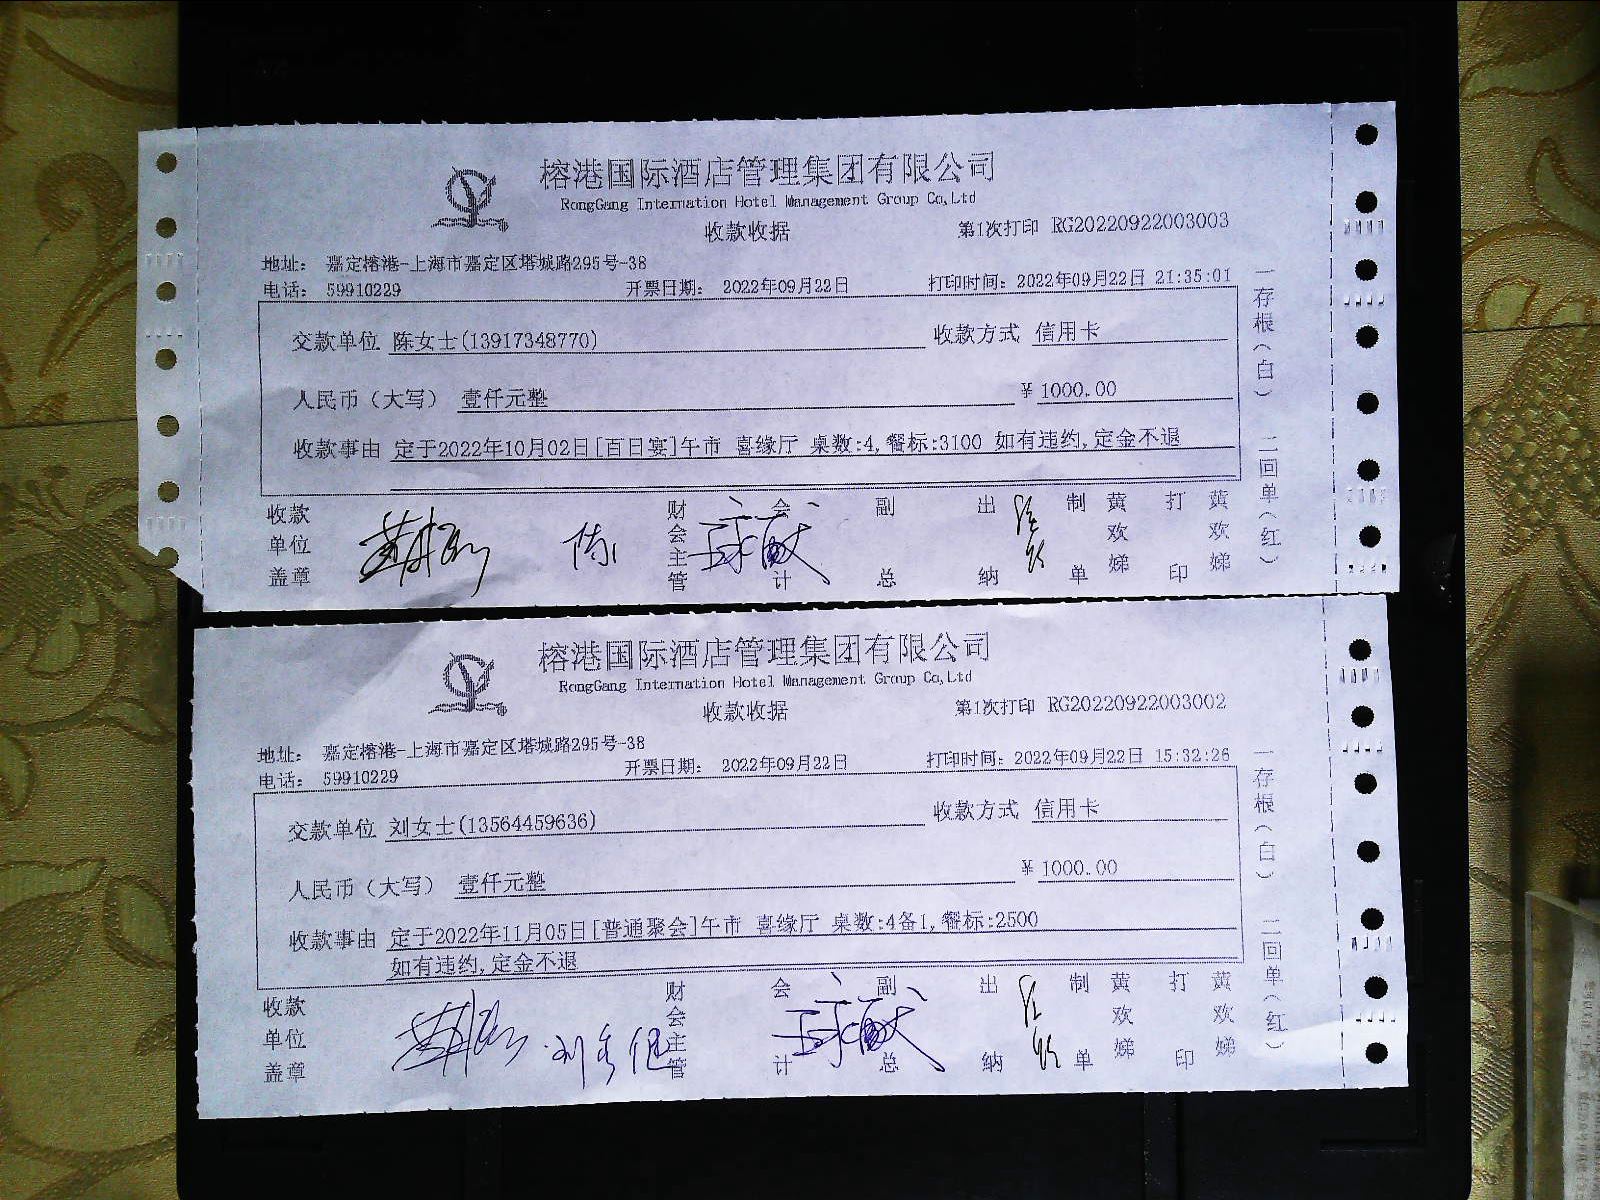 榕港国际酒店管理集团有限公司
RongGang Internation Hotel Management Group Co,Ltd
收款收据 第1次打印 RG20220922003003
地址: 嘉定榕港-上海市嘉定区塔城路295号-38
电话: 59910229 开票日期: 2022年09月22日 打印时间: 2022年09月22日 21:35:01
交款单位 陈女士(13917348770) 收款方式 信用卡
人民币(大写) 壹仟元整 ¥ 1000.00
收款事由 定于2022年10月02日[百日宴]午市 喜缘厅 桌数:4,餐标:3100 如有违约,定金不退
收款单位盖章 财会主管 会计 副总 出纳 制单 黄欢娣 打印 黄欢娣
一存根(白) 二回单(红)
榕港国际酒店管理集团有限公司
RongGang Internation Hotel Management Group Co,Ltd
收款收据 第1次打印 RG20220922003002
地址: 嘉定榕港-上海市嘉定区塔城路295号-38
电话: 59910229 开票日期: 2022年09月22日 打印时间: 2022年09月22日 15:32:26
交款单位 刘女士(13564459636) 收款方式 信用卡
人民币(大写) 壹仟元整 ¥ 1000.00
收款事由 定于2022年11月05日[普通聚会]午市 喜缘厅 桌数:4备1,餐标:2500
如有违约,定金不退
收款单位盖章 财会主管 会计 副总 出纳 制单 黄欢娣 打印 黄欢娣
一存根(白) 二回单(红)